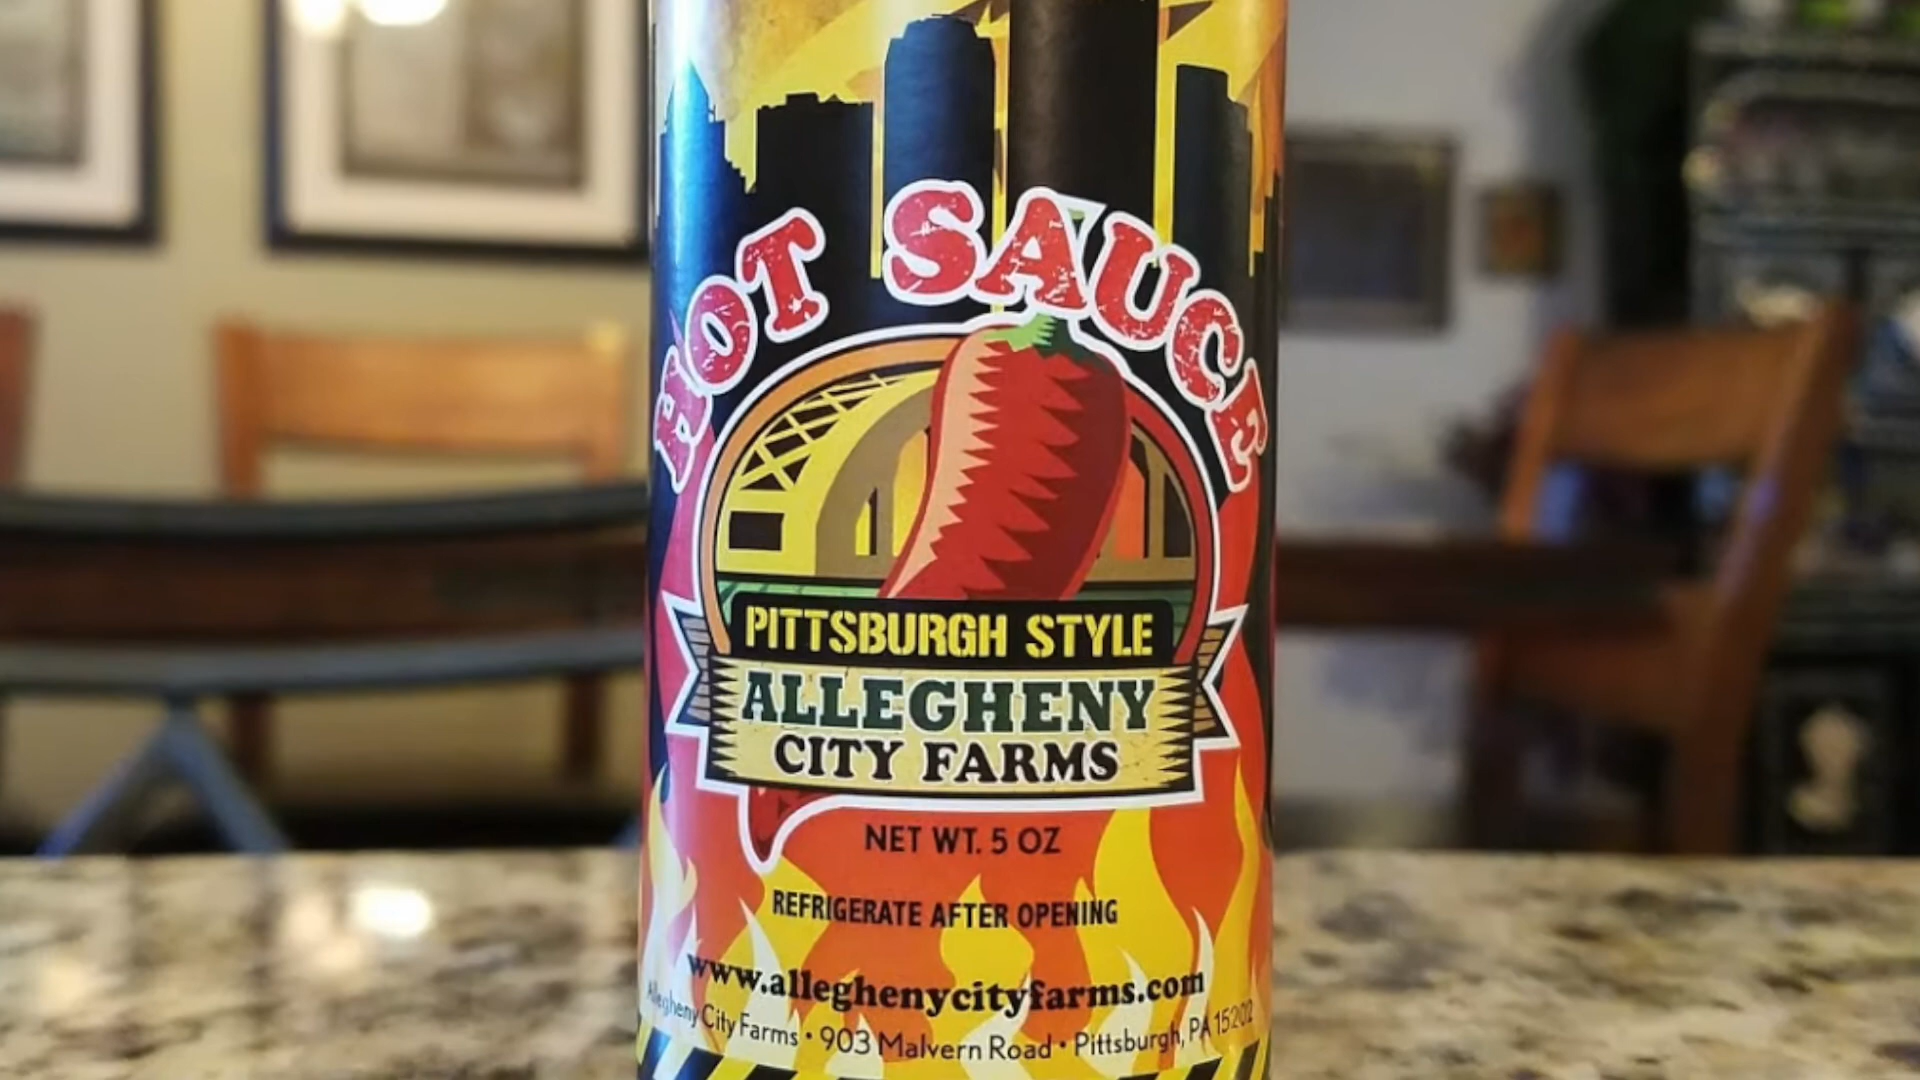 HOT SAUCE
PITTSBURGH STYLE
ALLEGHENY
CITY FARMS
NET WT. 5 OZ
REFRIGERATE AFTER OPENING
www.alleghenycityfarms.com
Allegheny City Farms • 903 Malvern Road • Pittsburgh, PA 15202